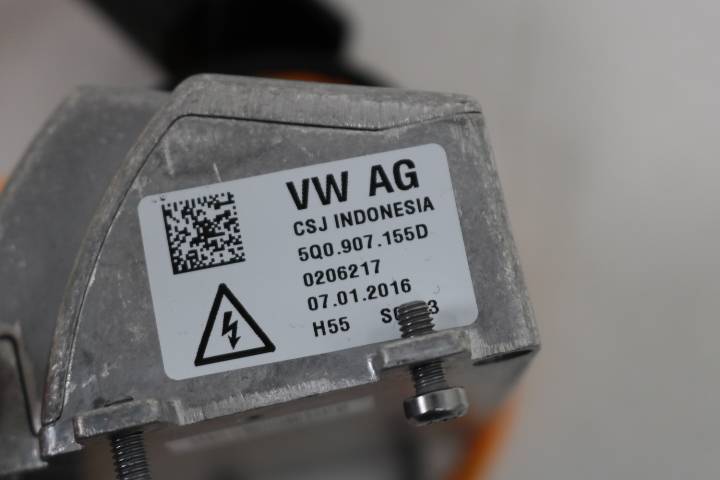 VW AG
CSJ INDONESIA
5Q0.907.155D
0206217
07.01.2016
H55